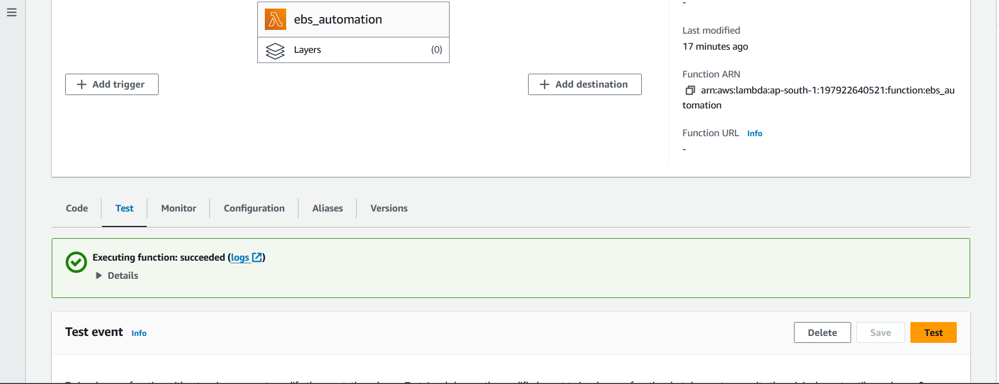 -
ebs_automation
Layers (0)
Add trigger
Add destination
Last modified
17 minutes ago
Function ARN
arn:aws:lambda:ap-south-1:197922640521:function:ebs_au
tomation
Function URL Info
-
Code Test Monitor Configuration Aliases Versions
Executing function: succeeded (logs)
Details
Test event Info
Delete Save Test